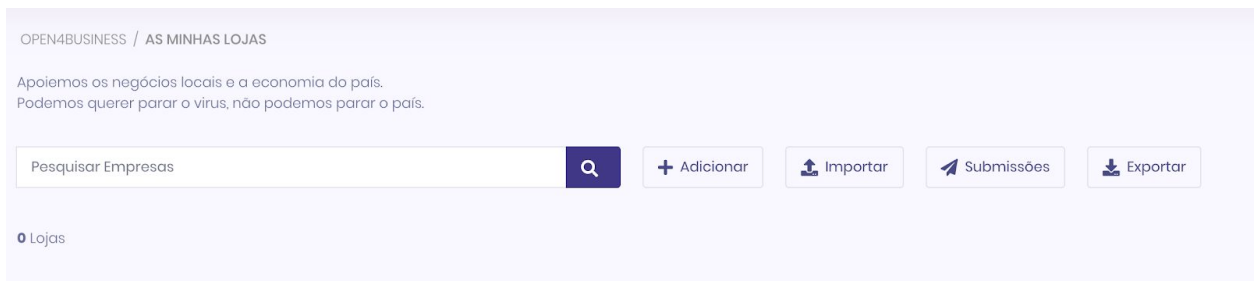 OPEN4BUSINESS / AS MINHAS LOJAS
Apoiemos os negócios locais e a economia do país.
Podemos querer parar o virus, não podemos parar o país.
Pesquisar Empresas
Adicionar
Importar
Submissões
Exportar
0 Lojas